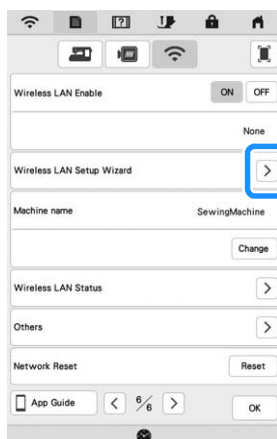 Wireless LAN Enable ON OFF
None
Wireless LAN Setup Wizard >
Machine name SewingMachine
Change
Wireless LAN Status >
Others >
Network Reset Reset
App Guide < 6/6 > OK